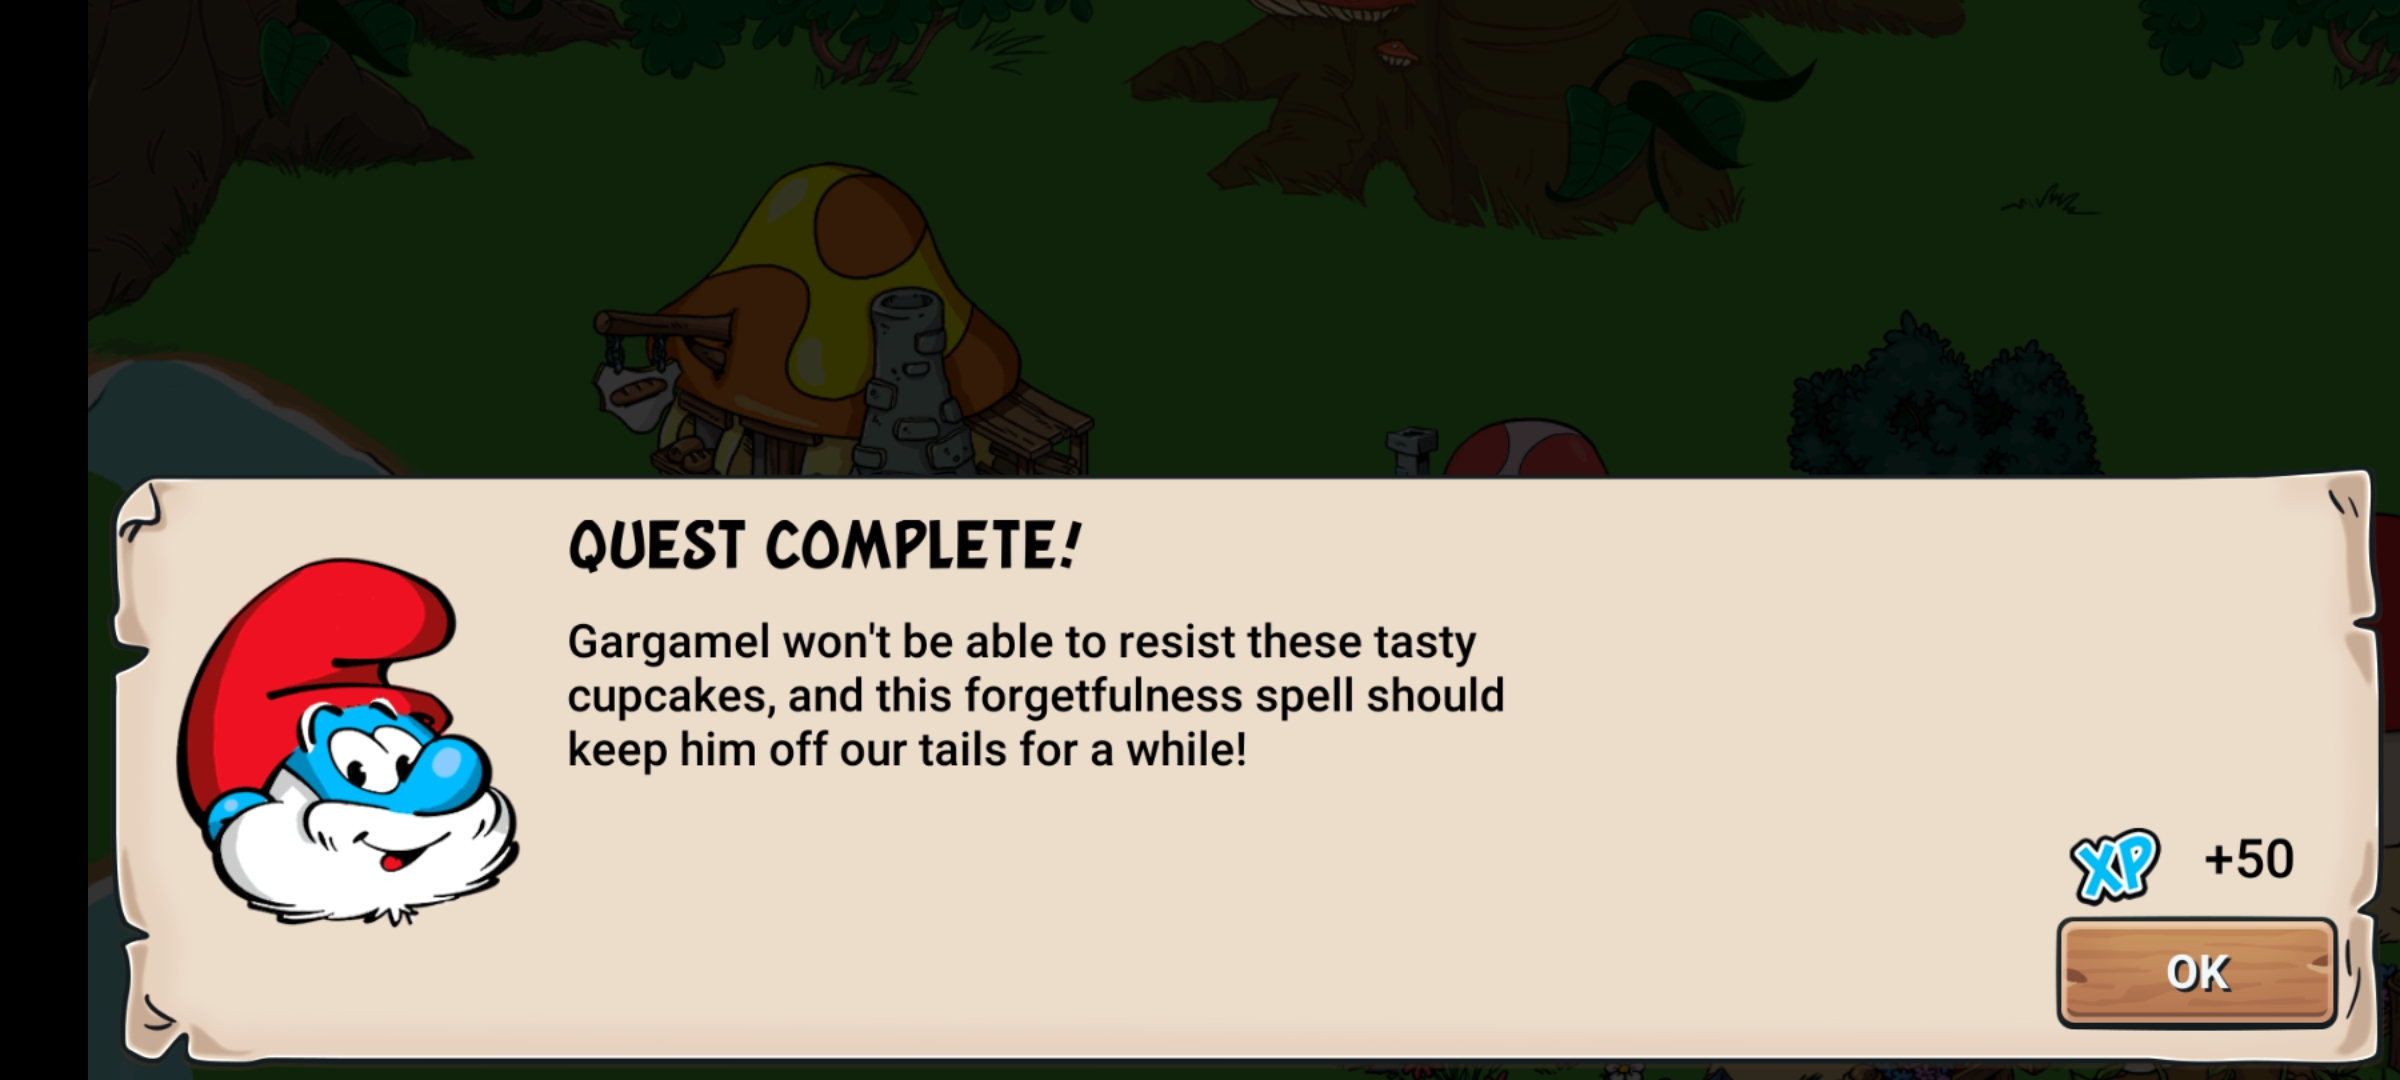 QUEST COMPLETE!
Gargamel won't be able to resist these tasty
cupcakes, and this forgetfulness spell should
keep him off our tails for a while!
XP +50
OK